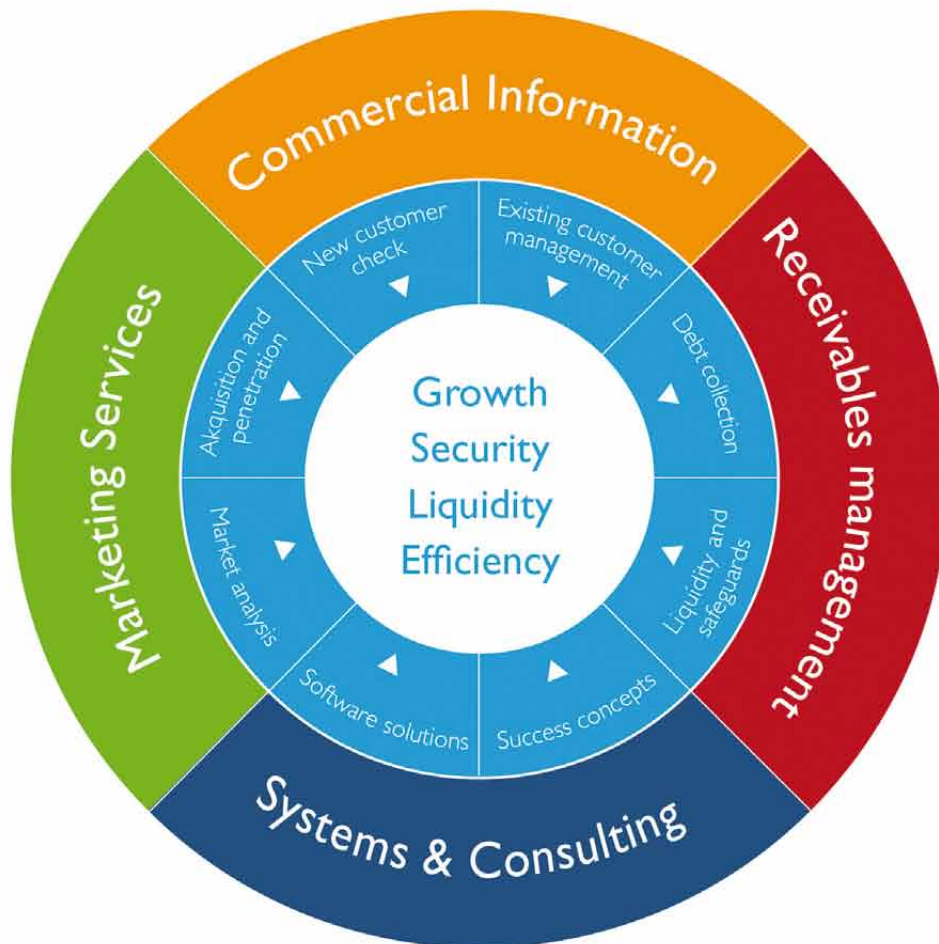 Commercial Information
Receivables management
Systems & Consulting
Marketing Services
New customer
check
Existing customer
management
Debt collection
Liquidity and
safeguards
Success concepts
Software solutions
Market analysis
Akquisition and
penetration
Growth
Security
Liquidity
Efficiency